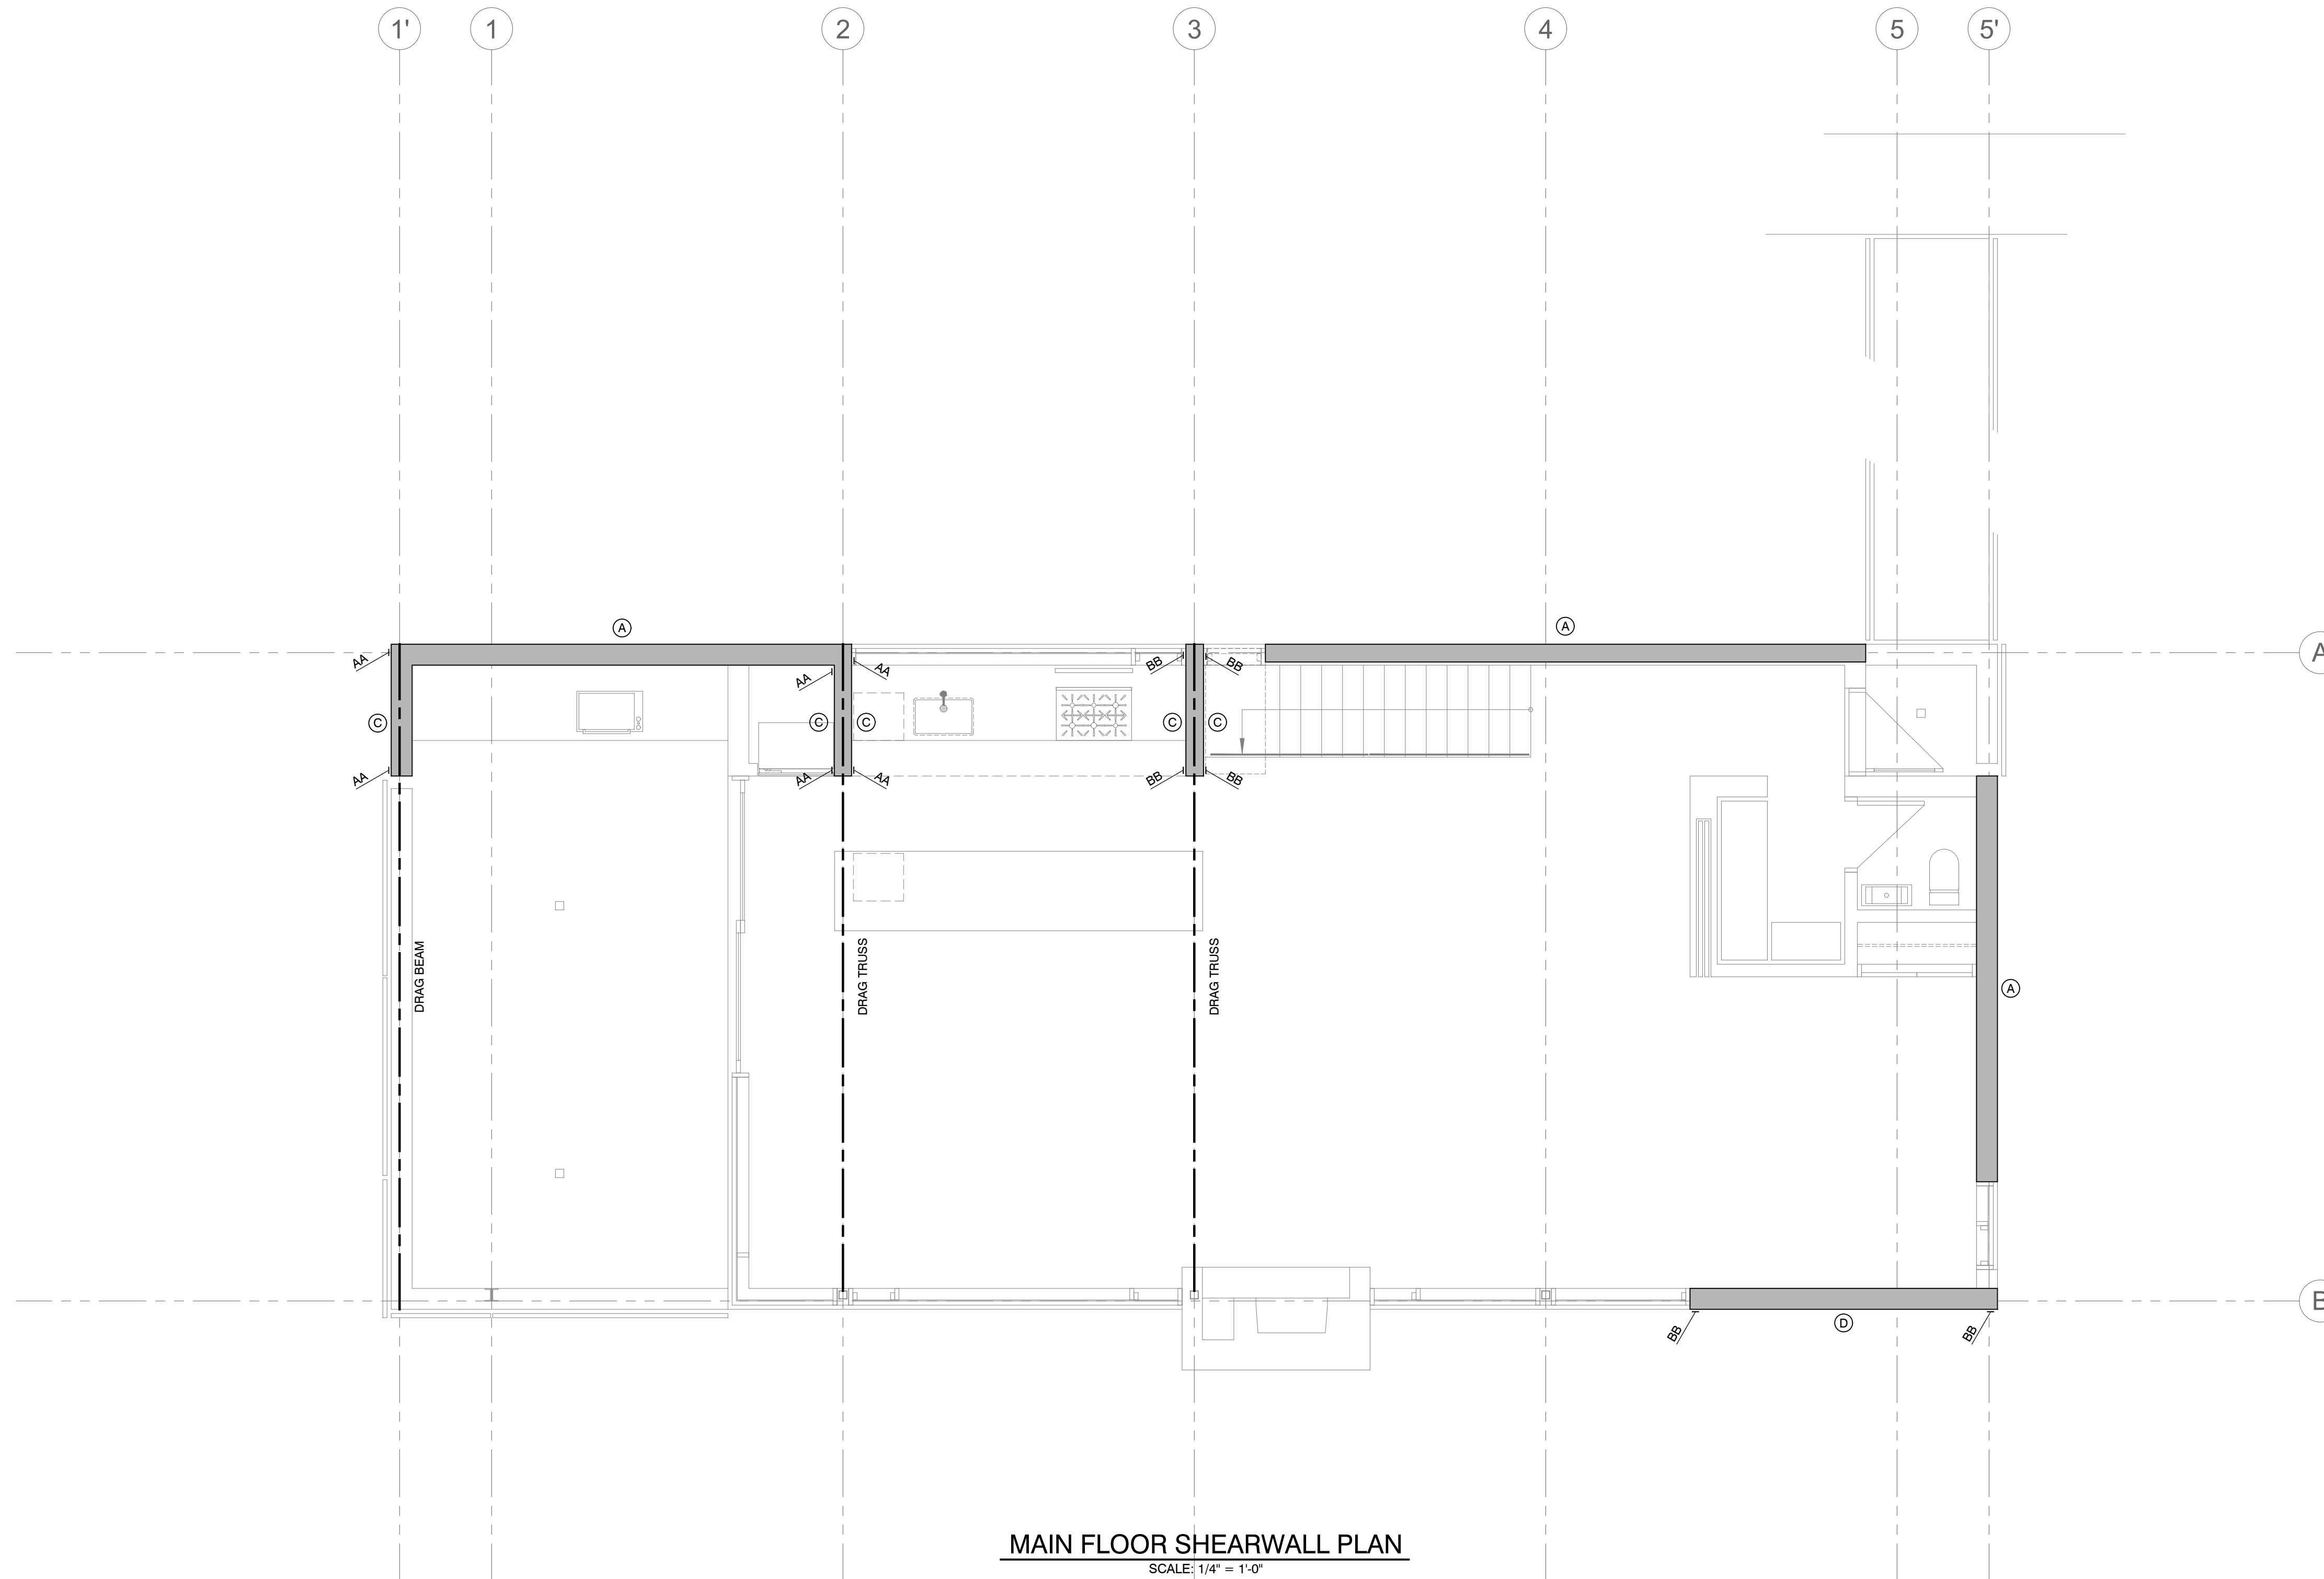 1' 1 2 3 4 5 5'
A A
AA AA AA BB BB A
C C C C C
AA AA AA BB BB
DRAG BEAM
DRAG TRUSS
DRAG TRUSS
A
B
BB D BB
MAIN FLOOR SHEARWALL PLAN
SCALE: 1/4" = 1'-0"